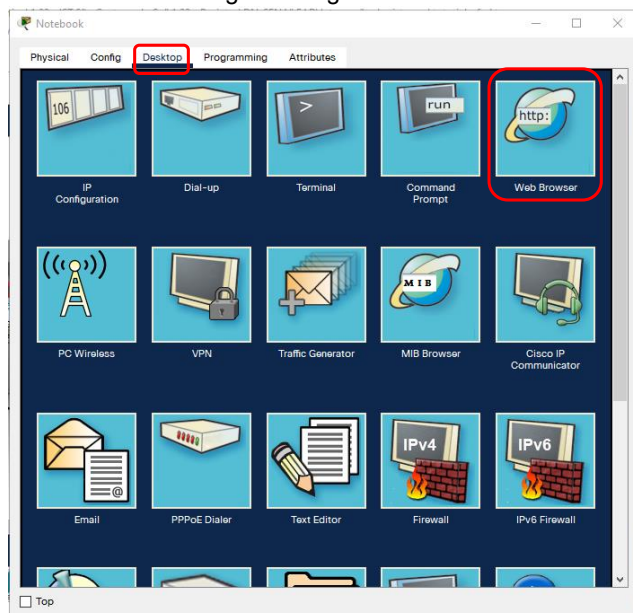 Notebook
Physical Config Desktop Programming Attributes
106
>
run
http:
IP
Configuration
Dial-up
Terminal
Command
Prompt
Web Browser
((( )))
MIB
PC Wireless
VPN
Traffic Generator
MIB Browser
Cisco IP
Communicator
@
IPv4
IPv6
Email
PPPoE Dialer
Text Editor
Firewall
IPv6 Firewall
Top